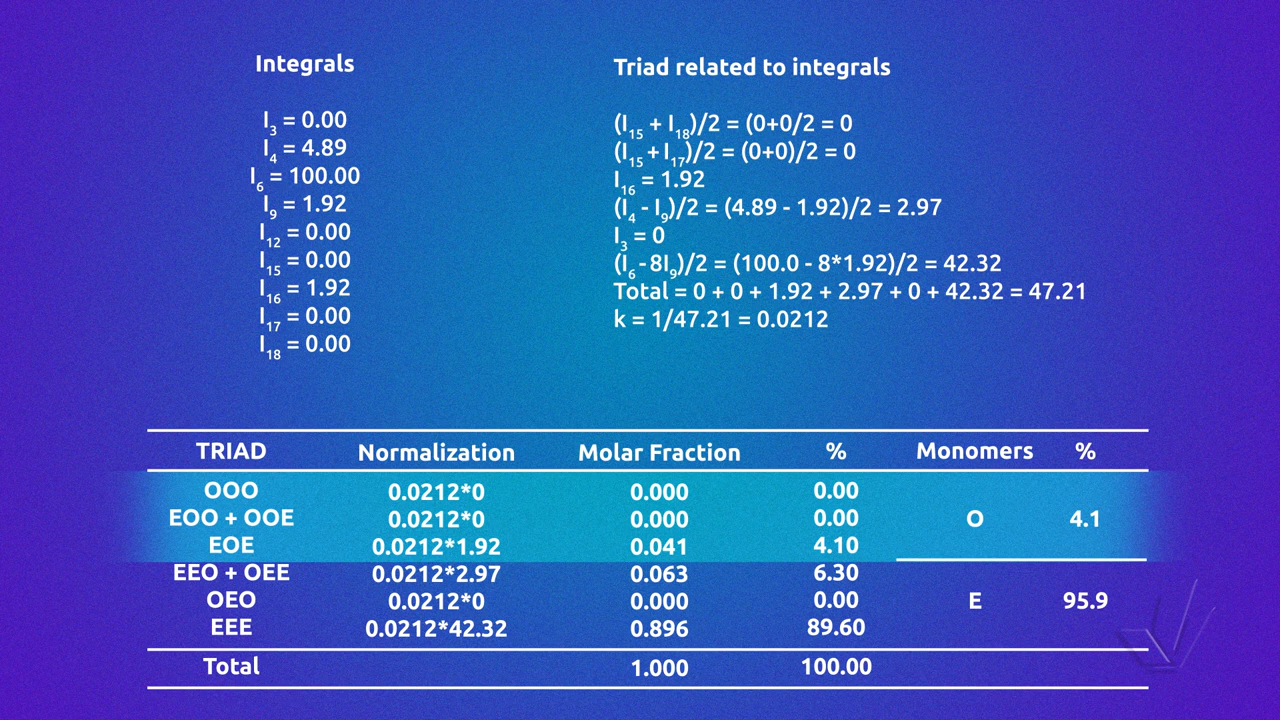 Integrals
I3 = 0.00
I4 = 4.89
I6 = 100.00
I9 = 1.92
I12 = 0.00
I15 = 0.00
I16 = 1.92
I17 = 0.00
I18 = 0.00
Triad related to integrals
(I15 + I18)/2 = (0+0/2 = 0
(I15 + I17)/2 = (0+0)/2 = 0
I16 = 1.92
(I4 - I9)/2 = (4.89 - 1.92)/2 = 2.97
I3 = 0
(I6 - 8I9)/2 = (100.0 - 8*1.92)/2 = 42.32
Total = 0 + 0 + 1.92 + 2.97 + 0 + 42.32 = 47.21
k = 1/47.21 = 0.0212
TRIAD Normalization Molar Fraction % Monomers %
OOO 0.0212*0 0.000 0.00
EOO + OOE 0.0212*0 0.000 0.00 O 4.1
EOE 0.0212*1.92 0.041 4.10
EEO + OEE 0.0212*2.97 0.063 6.30
OEO 0.0212*0 0.000 0.00 E 95.9
EEE 0.0212*42.32 0.896 89.60
Total 1.000 100.00